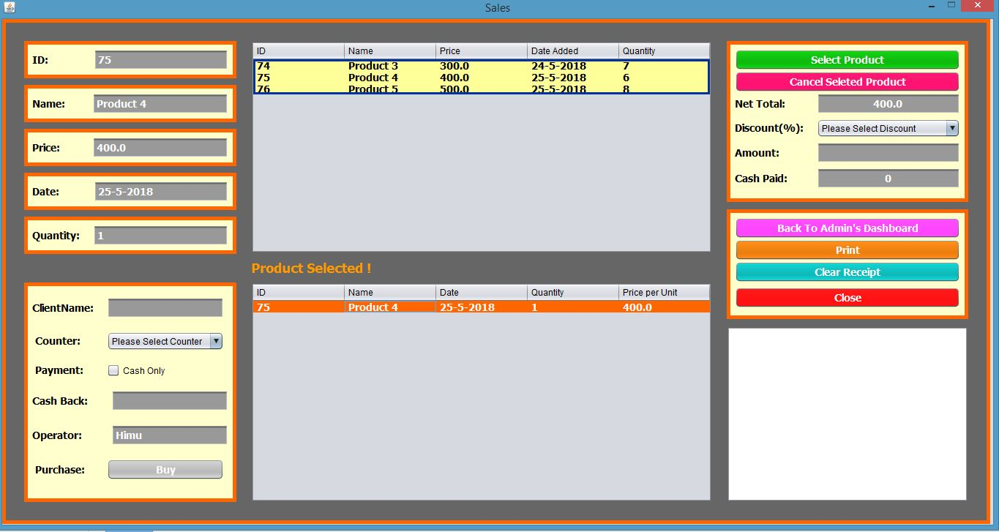 Sales
ID: 75
Name: Product 4
Price: 400.0
Date: 25-5-2018
Quantity: 1
ID Name Price Date Added Quantity
74 Product 3 300.0 24-5-2018 7
75 Product 4 400.0 25-5-2018 6
76 Product 5 500.0 25-5-2018 8
Select Product
Cancel Seleted Product
Net Total: 400.0
Discount(%): Please Select Discount
Amount:
Cash Paid: 0
Product Selected !
ID Name Date Quantity Price per Unit
75 Product 4 25-5-2018 1 400.0
Back To Admin's Dashboard
Print
Clear Receipt
Close
ClientName:
Counter: Please Select Counter
Payment: Cash Only
Cash Back:
Operator: Himu
Purchase: Buy